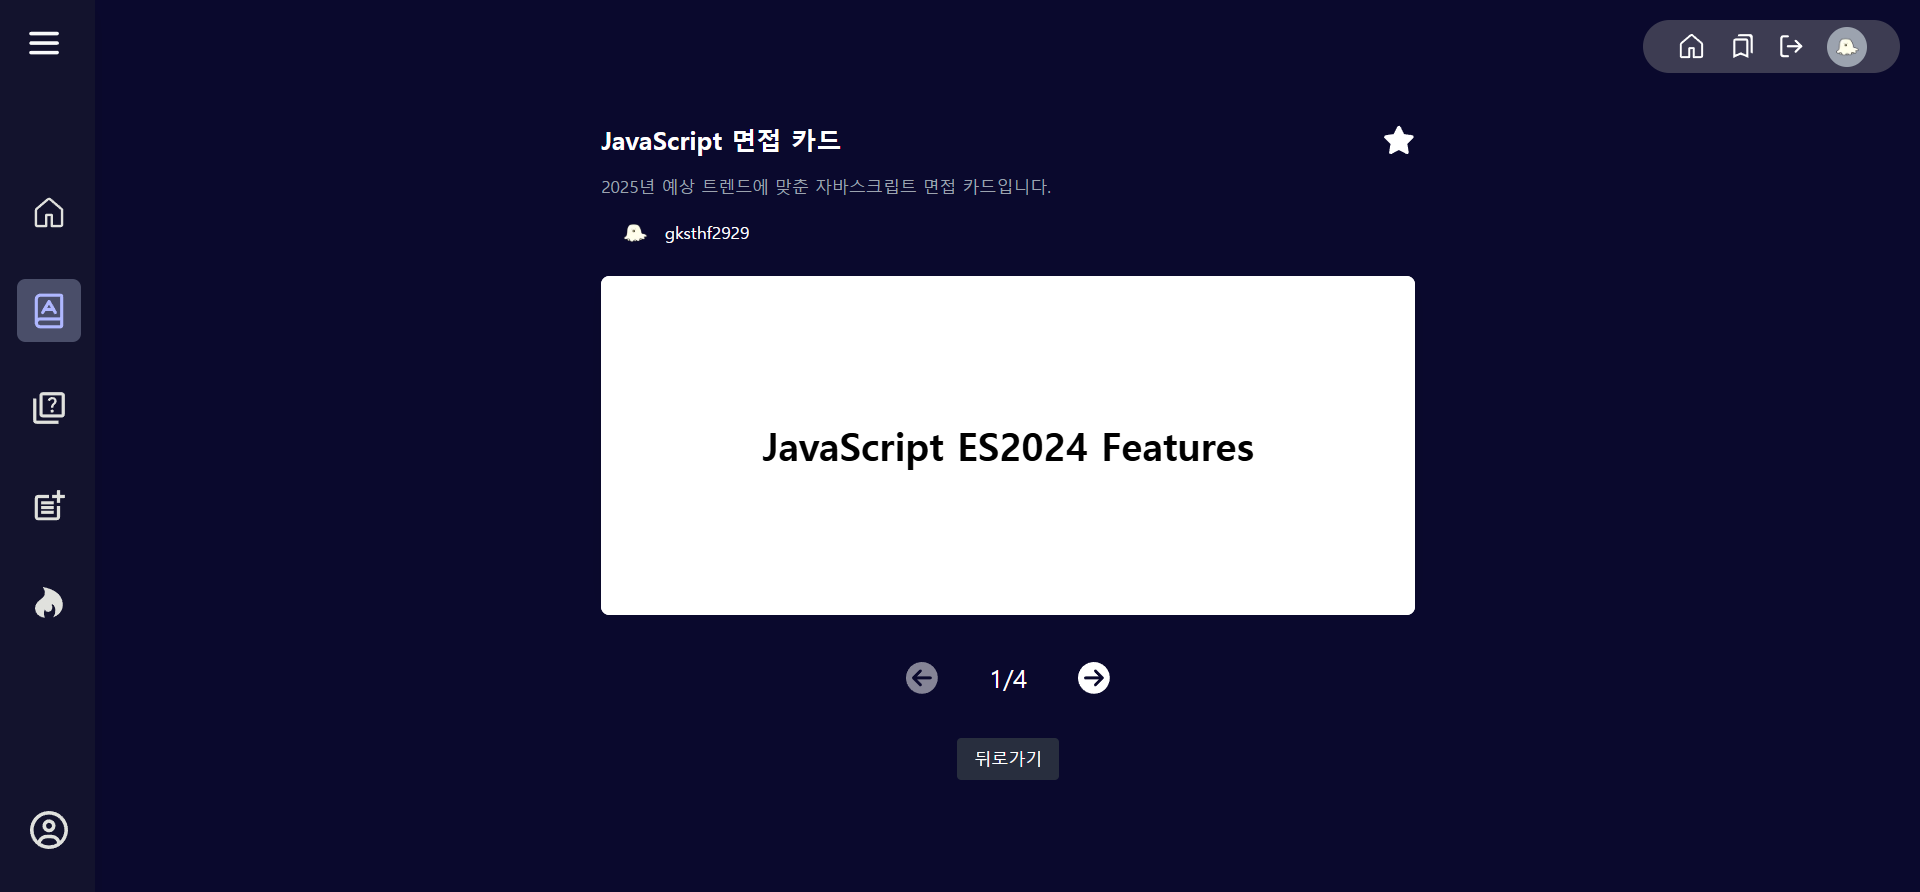 JavaScript 면접 카드
2025년 예상 트렌드에 맞춘 자바스크립트 면접 카드입니다.
gksthf2929
JavaScript ES2024 Features
1/4
뒤로가기